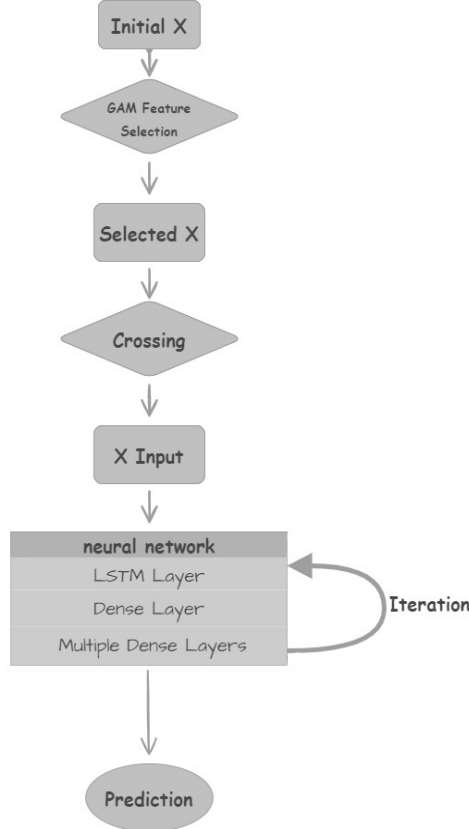 Initial X
GAM Feature
Selection
Selected X
Crossing
X Input
neural network
LSTM Layer
Dense Layer
Iteration
Multiple Dense Layers
Prediction